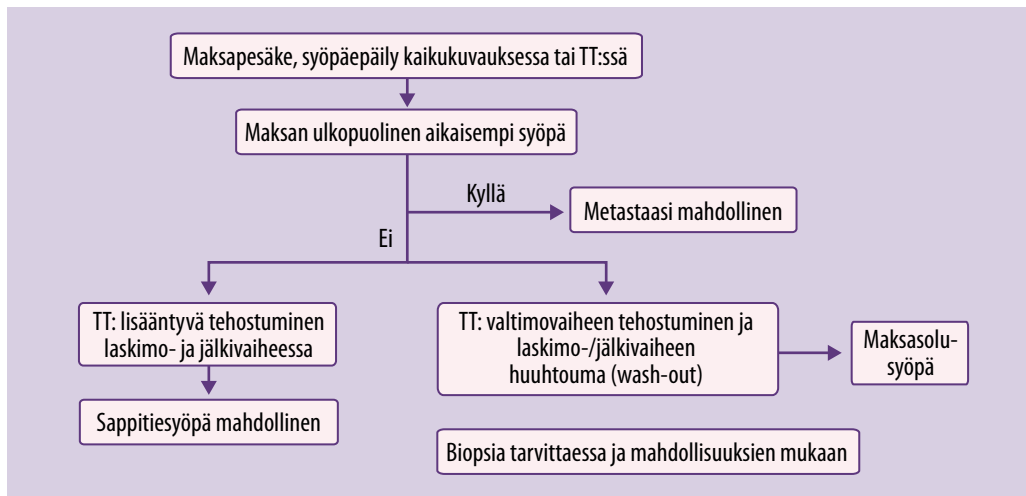 Maksapesäke, syöpäepäily kaikukuvauksessa tai TT:ssä
Maksan ulkopuolinen aikaisempi syöpä
Kyllä
Metastaasi mahdollinen
Ei
TT: lisääntyvä tehostuminen
laskimo- ja jälkivaiheessa
TT: valtimovaiheen tehostuminen ja
laskimo-/jälkivaiheen
huuhtouma (wash-out)
Maksasolu-
syöpä
Sappitiesyöpä mahdollinen
Biopsia tarvittaessa ja mahdollisuuksien mukaan